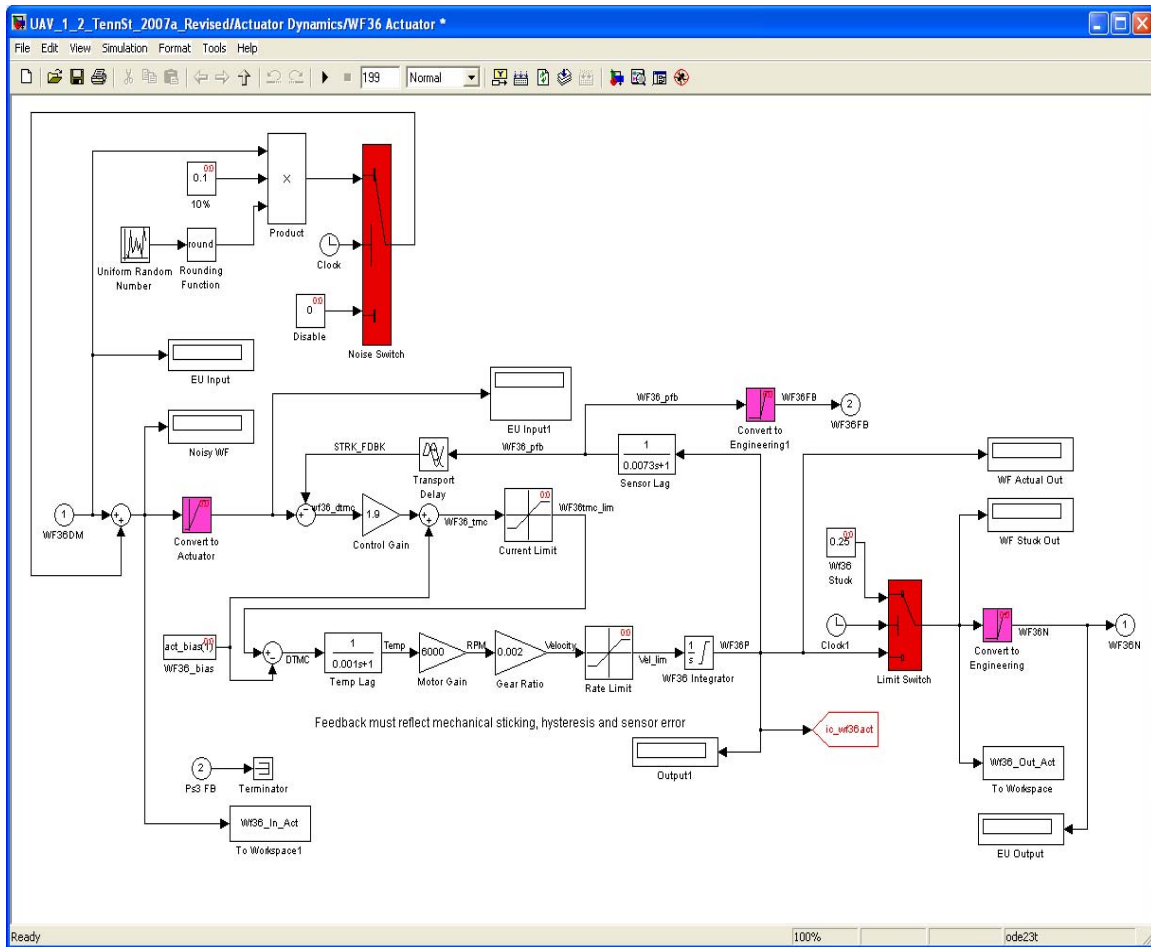 UAV_1_2_TennSt_2007a_Revised/Actuator Dynamics/WF36 Actuator *
File Edit View Simulation Format Tools Help
199
Normal
0.1
10%
×
Product
Uniform Random
Number
round
Rounding
Function
Clock
0
Disable
Noise Switch
EU Input
Noisy WF
EU Input1
WF36_pfb
Convert to
Engineering1
WF36FB
2
WF36FB
STRK_FDBK
Transport
Delay
WF36_pfb
1
0.0073s+1
Sensor Lag
WF Actual Out
WF Stuck Out
1
WF36DM
Convert to
Actuator
wf36_dtmc
1.9
Control Gain
WF36_tmc
Current Limit
WF36tmc_lim
0.25
Wf36
Stuck
Clock1
Limit Switch
Convert to
Engineering
WF36N
1
WF36N
act_bias(1)
WF36_bias
DTMC
1
0.001s+1
Temp Lag
Temp
6000
Motor Gain
RPM
0.002
Gear Ratio
Velocity
Rate Limit
Vel_lim
1
s
WF36 Integrator
WF36P
Feedback must reflect mechanical sticking, hysteresis and sensor error
Output1
ic_wf36act
2
Ps3 FB
Terminator
Wf36_In_Act
To Workspace1
Wf36_Out_Act
To Workspace
EU Output
Ready
100%
ode23t